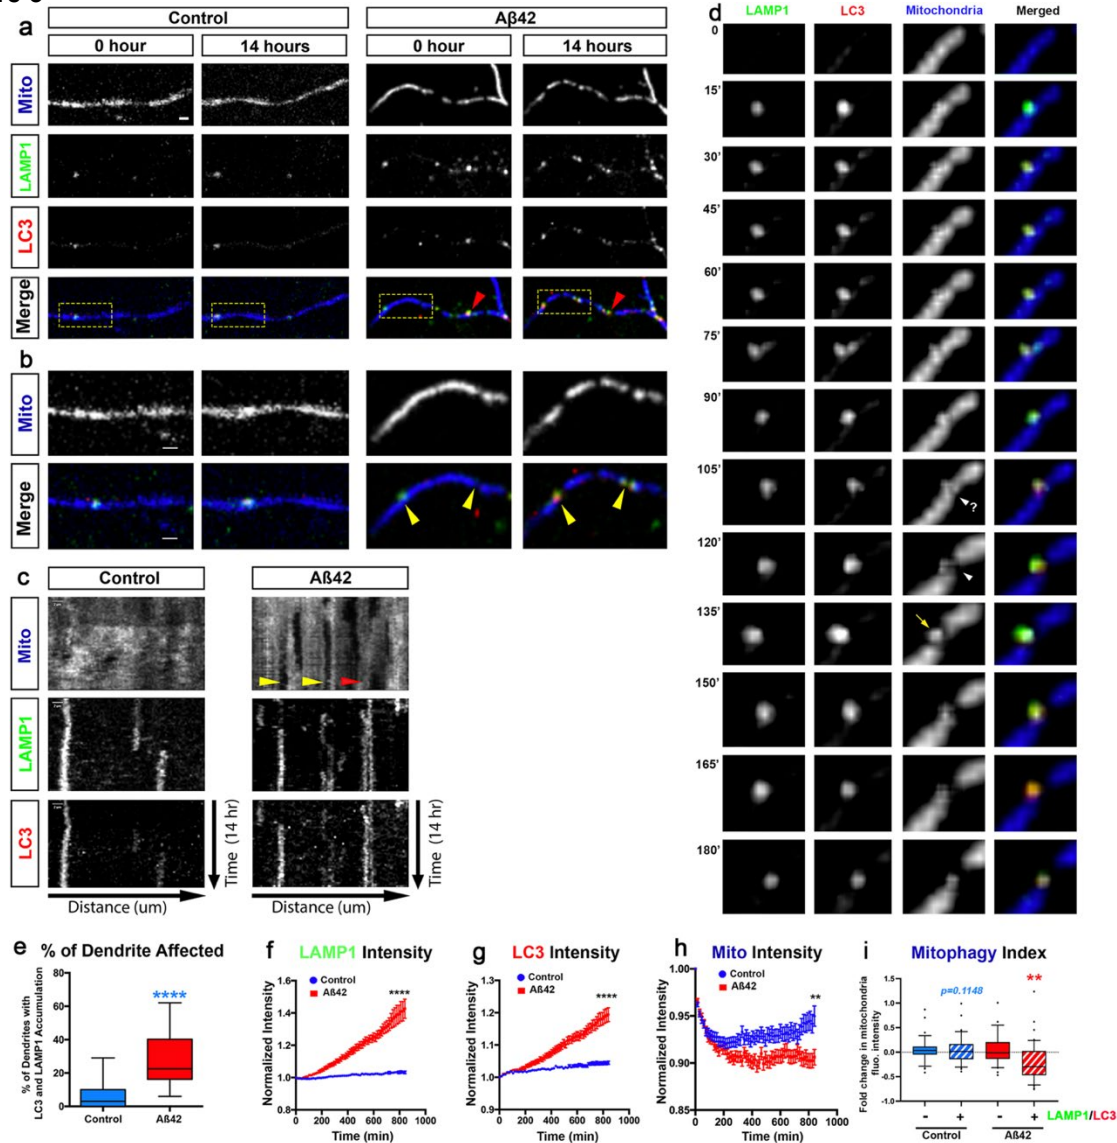 a
Control
Aß42
0 hour
14 hours
0 hour
14 hours
Mito
LAMP1
LC3
Merge
b
Mito
Merge
c
Control
Aß42
Mito
LAMP1
LC3
Time (14 hr)
Time (14 hr)
Distance (um)
Distance (um)
d
LAMP1
LC3
Mitochondria
Merged
0
15'
30'
45'
60'
75'
90'
105'
?
120'
135'
150'
165'
180'
e
% of Dendrite Affected
% of Dendrites with
LC3 and LAMP1 Accumulation
80
60
40
20
0
****
Control
Aß42
f
LAMP1 Intensity
Normalized Intensity
1.6
1.4
1.2
1.0
0.8
Control
Aß42
****
0 200 400 600 800 1000
Time (min)
g
LC3 Intensity
Normalized Intensity
1.3
1.2
1.1
1.0
0.9
Control
Aß42
****
0 200 400 600 800 1000
Time (min)
h
Mito Intensity
Normalized Intensity
1.00
0.95
0.90
0.85
Control
Aß42
**
0 200 400 600 800 1000
Time (min)
i
Mitophagy Index
Fold change in mitochondria
fluo. intensity
1.5
1.0
0.5
0.0
-0.5
-1.0
p=0.1148
**
- + - + LAMP1/LC3
Control
Aß42